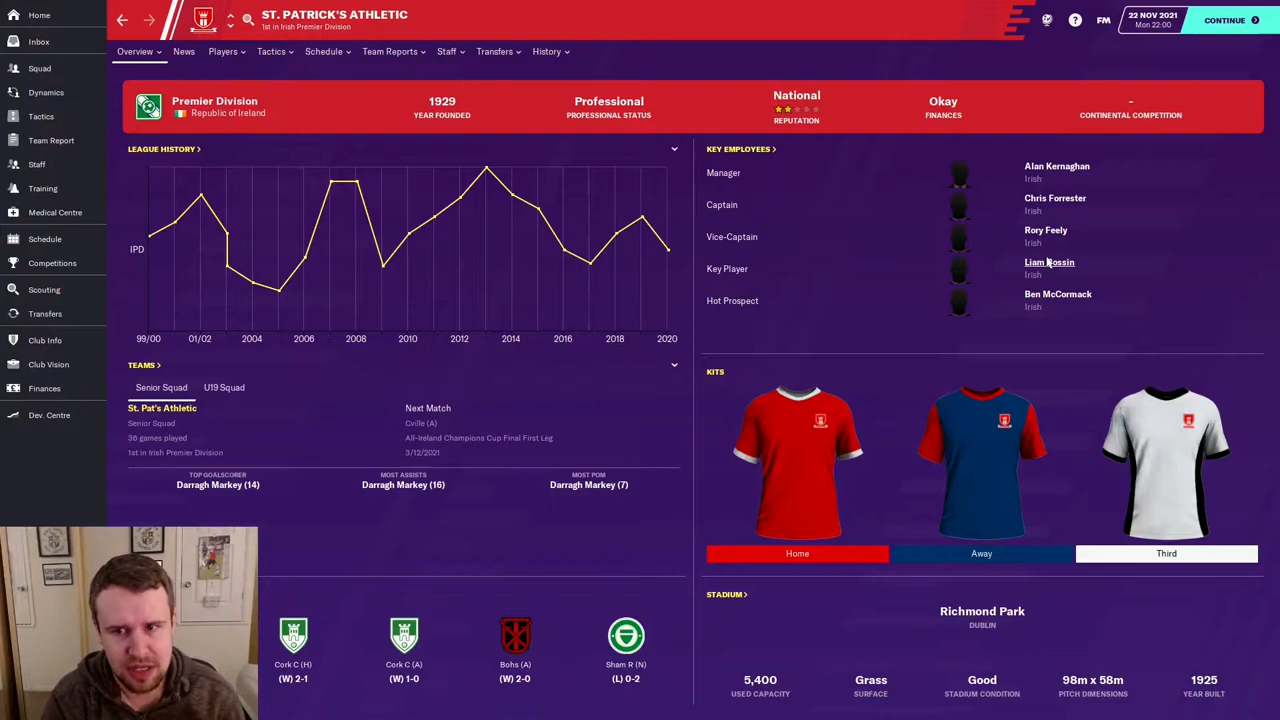 Home
Inbox
Squad
Dynamics
Tactics
Team Report
Staff
Training
Medical Centre
Schedule
Competitions
Scouting
Transfers
Club Info
Club Vision
Finances
Dev. Centre
ST. PATRICK'S ATHLETIC
1st in Irish Premier Division
FM
22 NOV 2021
Mon 22:00
CONTINUE
Overview News Players Tactics Schedule Team Reports Staff Transfers History
Premier Division
Republic of Ireland
1929
YEAR FOUNDED
Professional
PROFESSIONAL STATUS
National
REPUTATION
Okay
FINANCES
-
CONTINENTAL COMPETITION
LEAGUE HISTORY >
IPD
99/00 01/02 2004 2006 2008 2010 2012 2014 2016 2018 2020
TEAMS >
Senior Squad U19 Squad
St. Pat's Athletic
Senior Squad
36 games played
1st in Irish Premier Division
Next Match
Cville (A)
All-Ireland Champions Cup Final First Leg
3/12/2021
TOP GOALSCORER
Darragh Markey (14)
MOST ASSISTS
Darragh Markey (16)
MOST POM
Darragh Markey (7)
Cork C (H)
(W) 2-1
Cork C (A)
(W) 1-0
Bohs (A)
(W) 2-0
Sham R (N)
(L) 0-2
KEY EMPLOYEES >
Manager
Alan Kernaghan
Irish
Captain
Chris Forrester
Irish
Vice-Captain
Rory Feely
Irish
Key Player
Liam
Irish
Hot Prospect
Ben McCormack
Irish
KITS
Home
Away
Third
STADIUM >
Richmond Park
DUBLIN
5,400
USED CAPACITY
Grass
SURFACE
Good
STADIUM CONDITION
98m x 58m
PITCH DIMENSIONS
1925
YEAR BUILT